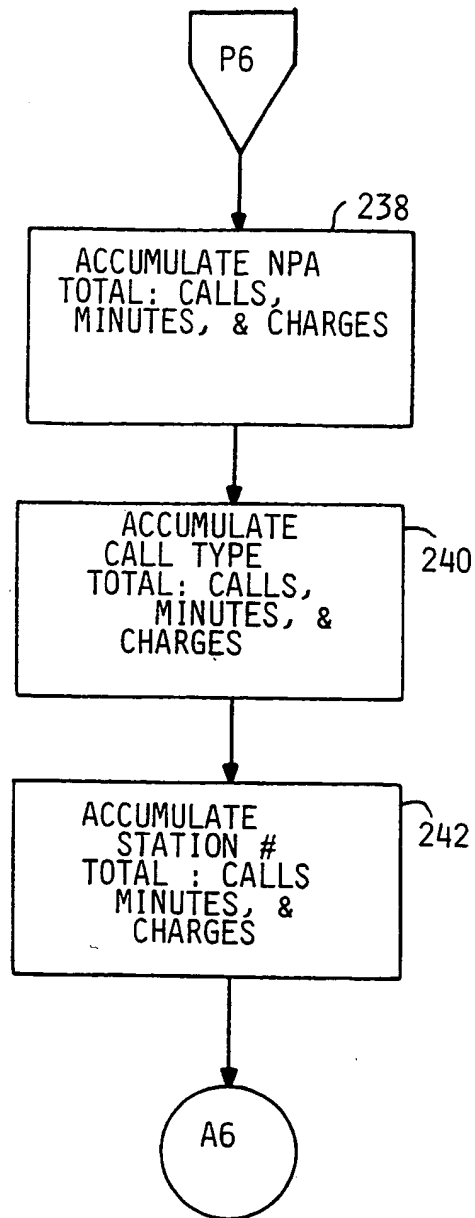 P6
238
ACCUMULATE NPA
TOTAL: CALLS,
MINUTES, & CHARGES
ACCUMULATE
CALL TYPE
TOTAL: CALLS,
MINUTES, &
CHARGES
240
ACCUMULATE
STATION #
TOTAL : CALLS
MINUTES, &
CHARGES
242
A6